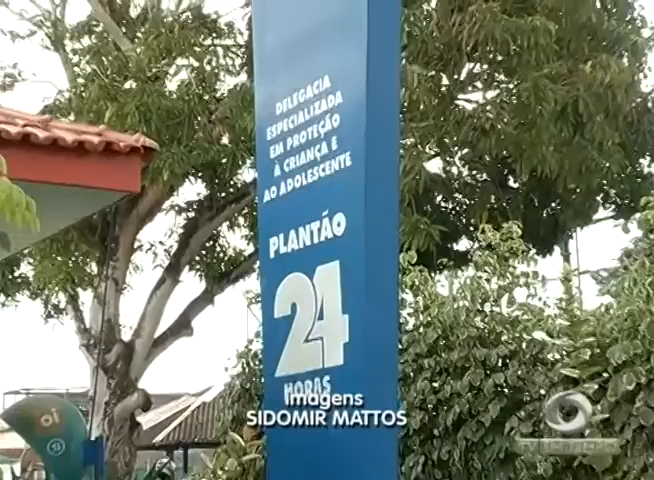 DELEGACIA
ESPECIALIZADA
EM PROTEÇÃO
À CRIANÇA E
AO ADOLESCENTE
PLANTÃO
24
HORAS
Imagens
SIDOMIR MATTOS
oi